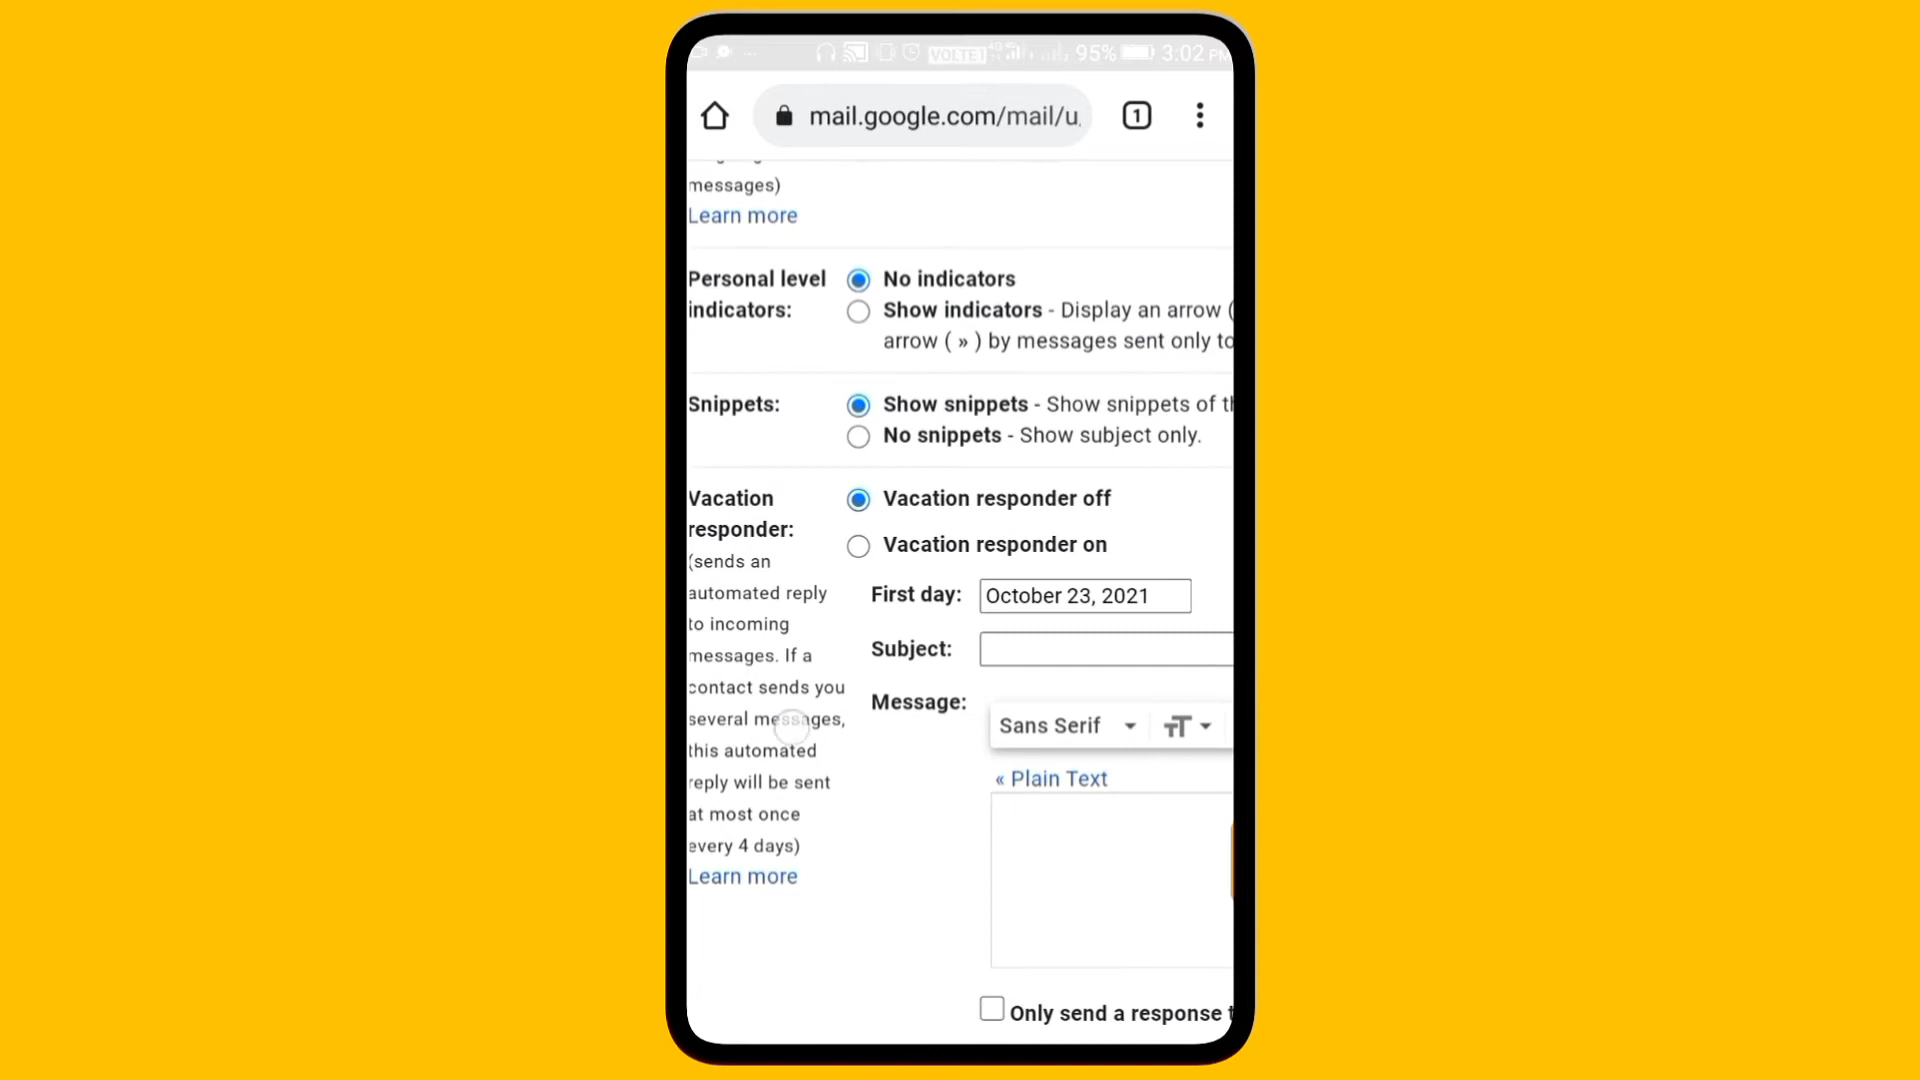 VOLTE1 95% 3:02 PM
mail.google.com/mail/u
1
messages)
Learn more
Personal level
indicators:
No indicators
Show indicators - Display an arrow (
arrow ( » ) by messages sent only to
Snippets:
Show snippets - Show snippets of th
No snippets - Show subject only.
Vacation
responder:
(sends an
automated reply
to incoming
messages. If a
contact sends you
several messages,
this automated
reply will be sent
at most once
every 4 days)
Learn more
Vacation responder off
Vacation responder on
First day: October 23, 2021
Subject:
Message:
Sans Serif
« Plain Text
Only send a response t